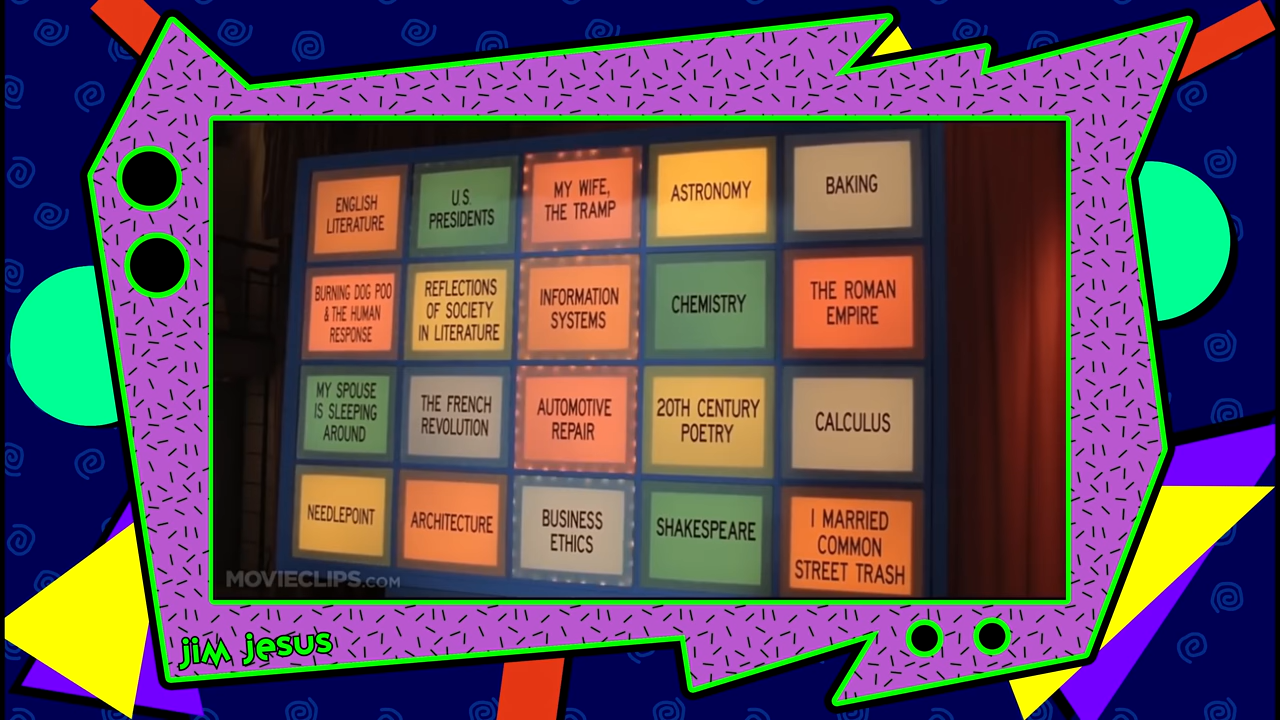 ENGLISH
LITERATURE
U.S.
PRESIDENTS
MY WIFE,
THE TRAMP
ASTRONOMY
BAKING
BURNING DOG POO
& THE HUMAN
RESPONSE
REFLECTIONS
OF SOCIETY
IN LITERATURE
INFORMATION
SYSTEMS
CHEMISTRY
THE ROMAN
EMPIRE
MY SPOUSE
IS SLEEPING
AROUND
THE FRENCH
REVOLUTION
AUTOMOTIVE
REPAIR
20TH CENTURY
POETRY
CALCULUS
NEEDLEPOINT
ARCHITECTURE
BUSINESS
ETHICS
SHAKESPEARE
I MARRIED
COMMON
STREET TRASH
MOVIECLIPS.COM
jiM jesus